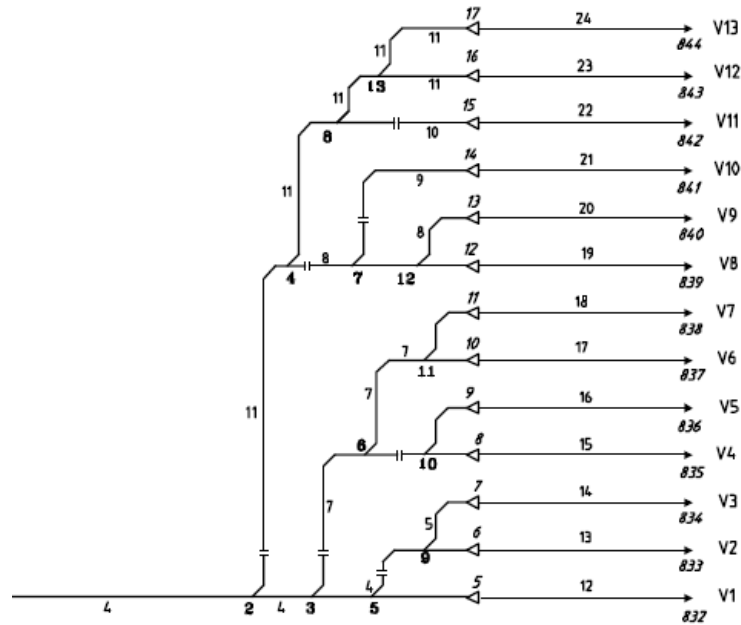 17 24 V13
11 844
11 16 23 V12
13 11 843
11 15 22 V11
8 10 842
14 21 V10
11 9 841
13 20 V9
8 840
8 12 19 V8
4 7 12 839
11 18 V7
838
7 10 17 V6
11 837
7 9 16 V5
11 836
6 8 15 V4
10 835
7 14 V3
7 5 834
6 13 V2
9 833
4 5 12 V1
4 2 4 3 5 832